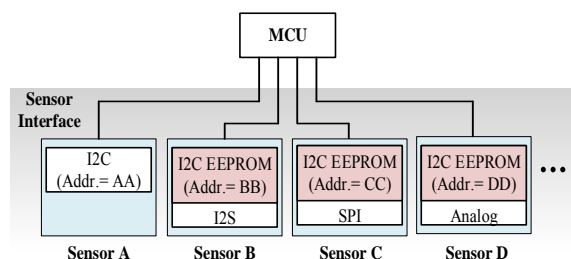 MCU
Sensor
Interface
I2C
(Addr.= AA)
I2C EEPROM
(Addr.= BB)
I2S
I2C EEPROM
(Addr.= CC)
SPI
I2C EEPROM
(Addr.= DD)
Analog
•••
Sensor A
Sensor B
Sensor C
Sensor D